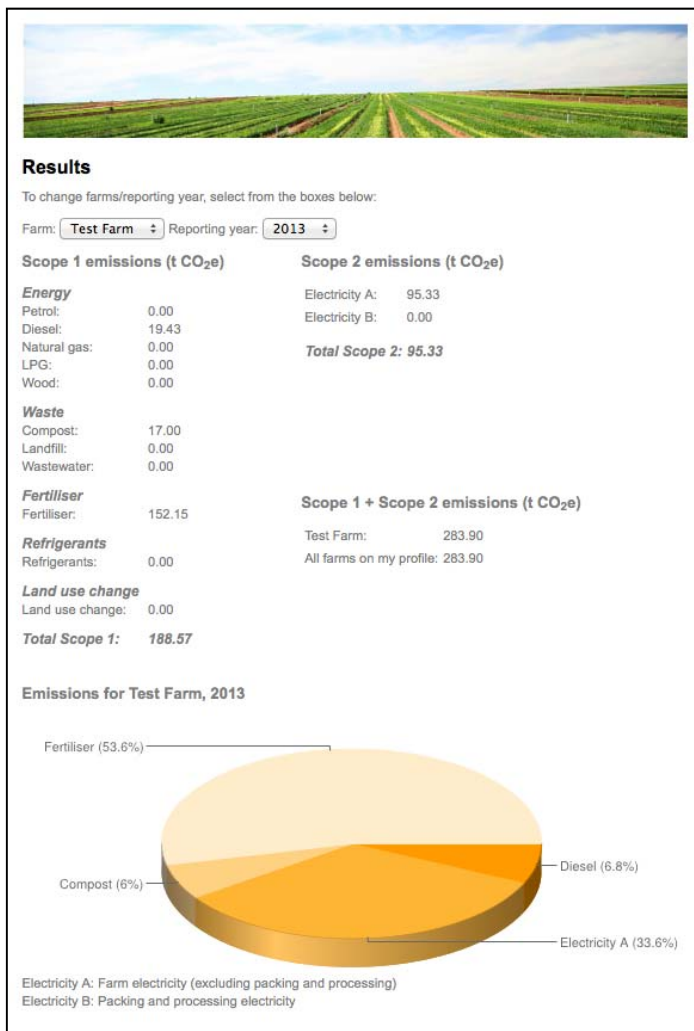 Results
To change farms/reporting year, select from the boxes below:
Farm: Test Farm Reporting year: 2013
Scope 1 emissions (t CO₂e)
Energy
Petrol: 0.00
Diesel: 19.43
Natural gas: 0.00
LPG: 0.00
Wood: 0.00
Waste
Compost: 17.00
Landfill: 0.00
Wastewater: 0.00
Fertiliser
Fertiliser: 152.15
Refrigerants
Refrigerants: 0.00
Land use change
Land use change: 0.00
Total Scope 1: 188.57
Scope 2 emissions (t CO₂e)
Electricity A: 95.33
Electricity B: 0.00
Total Scope 2: 95.33
Scope 1 + Scope 2 emissions (t CO₂e)
Test Farm: 283.90
All farms on my profile: 283.90
Emissions for Test Farm, 2013
Fertiliser (53.6%)
Compost (6%)
Diesel (6.8%)
Electricity A (33.6%)
Electricity A: Farm electricity (excluding packing and processing)
Electricity B: Packing and processing electricity